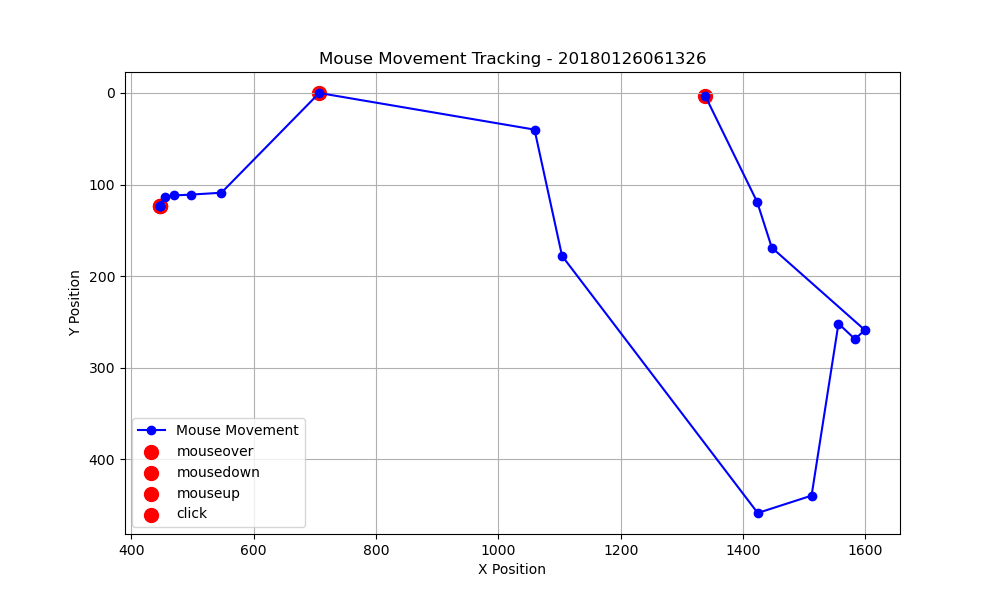 Mouse Movement Tracking - 20180126061326
0
100
200
300
400
Y Position
Mouse Movement
mouseover
mousedown
mouseup
click
400 600 800 1000 1200 1400 1600
X Position